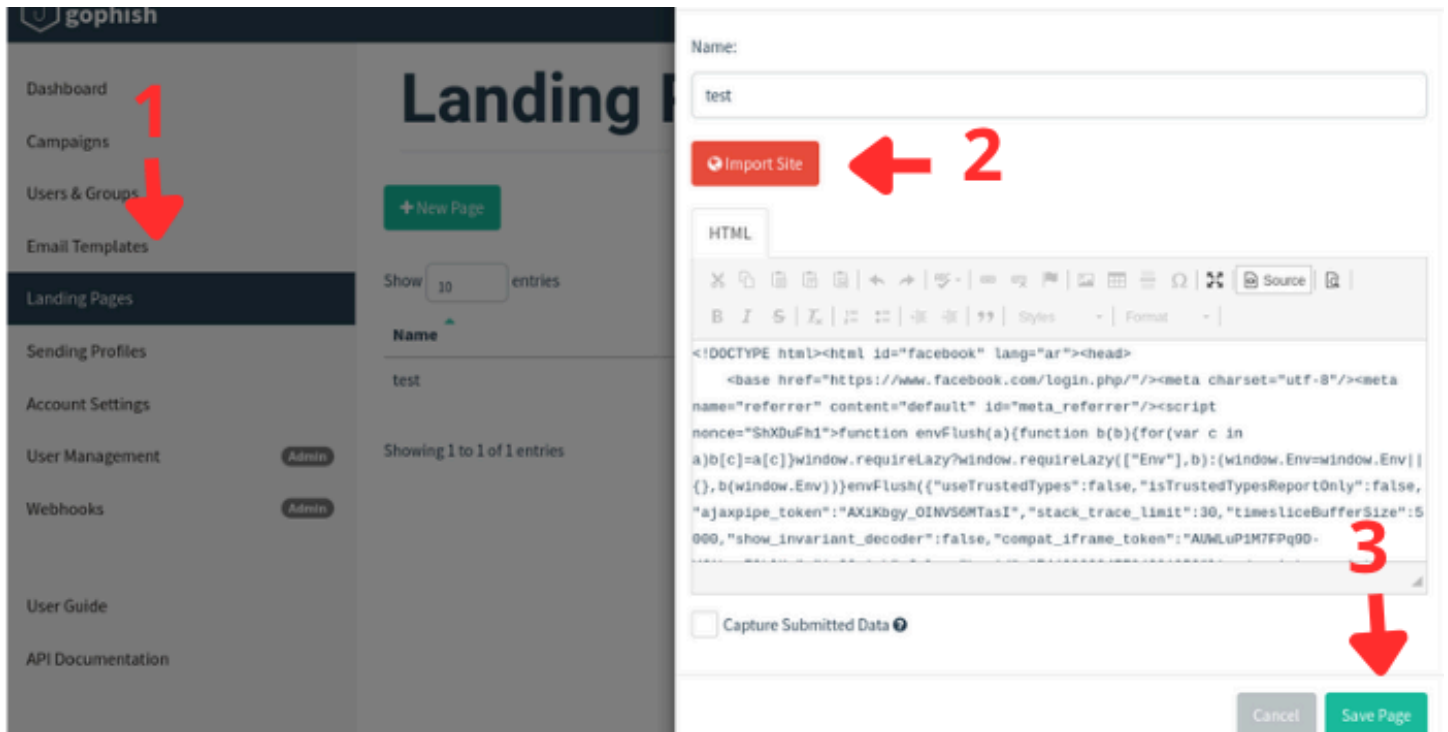 gophish
Dashboard
Campaigns
Users & Groups
Email Templates
Landing Pages
Sending Profiles
Account Settings
User Management Admin
Webhooks Admin
User Guide
API Documentation
1
Landing
+ New Page
Show 10 entries
Name
test
Showing 1 to 1 of 1 entries
Name:
test
Import Site
2
HTML
Source
Styles
Format
<!DOCTYPE html><html id="facebook" lang="ar"><head>
<base href="https://www.facebook.com/login.php/"/><meta charset="utf-8"/><meta
name="referrer" content="default" id="meta_referrer"/><script
nonce="ShXDuFh1">function envFlush(a){function b(b){for(var c in
a)b[c]=a[c]}window.requireLazy?window.requireLazy(["Env"],b):(window.Env=window.Env||
{},b(window.Env))}envFlush({"useTrustedTypes":false,"isTrustedTypesReportOnly":false,
"ajaxpipe_token":"AXiKbgy_OINVS6MTasI","stack_trace_limit":30,"timesliceBufferSize":5
000,"show_invariant_decoder":false,"compat_iframe_token":"AUWLuP1M7FPq9D-
3
Capture Submitted Data
Cancel
Save Page